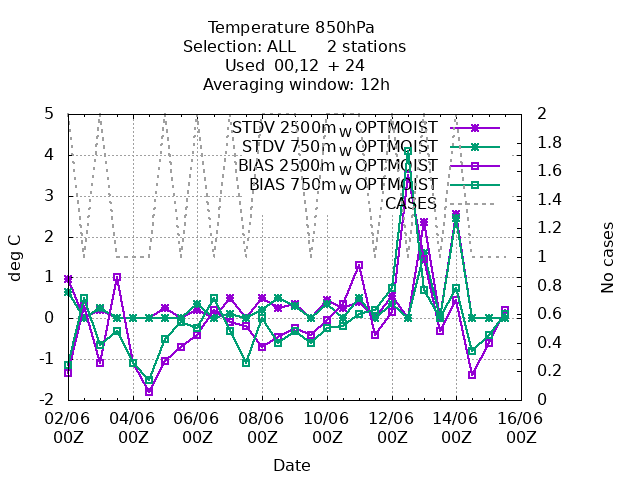 Temperature 850hPa
Selection: ALL 2 stations
Used 00,12 + 24
Averaging window: 12h
STDV 2500m_W OPTMOIST
STDV 750m_W OPTMOIST
BIAS 2500m_W OPTMOIST
BIAS 750m_W OPTMOIST
CASES
deg C
5
4
3
2
1
0
-1
-2
No cases
2
1.8
1.6
1.4
1.2
1
0.8
0.6
0.4
0.2
0
02/06 04/06 06/06 08/06 10/06 12/06 14/06 16/06
00Z 00Z 00Z 00Z 00Z 00Z 00Z 00Z
Date